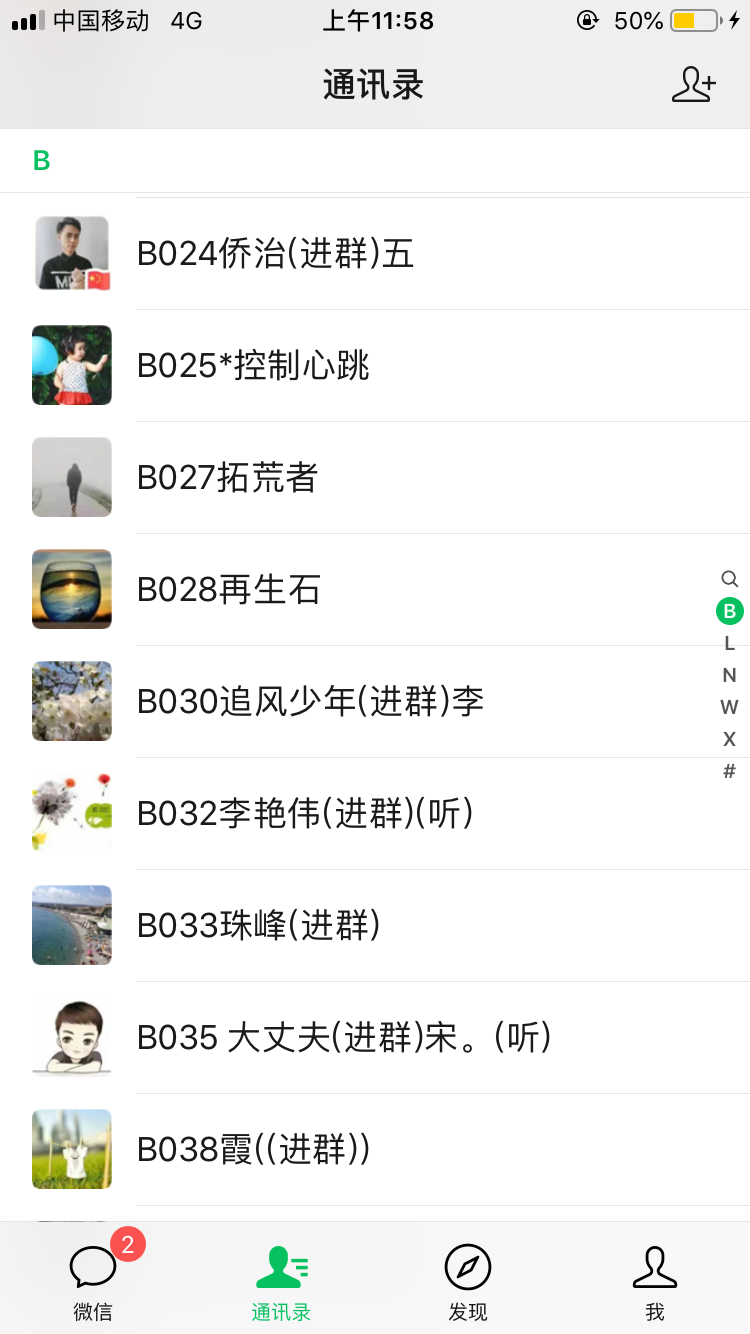 中国移动 4G 上午11:58 50%
通讯录
B
B024侨治(进群)五
B025*控制心跳
B027拓荒者
B028再生石
B
L
B030追风少年(进群)李
N
W
X
#
B032李艳伟(进群)(听)
B033珠峰(进群)
B035 大丈夫(进群)宋。(听)
B038霞((进群))
2
微信 通讯录 发现 我